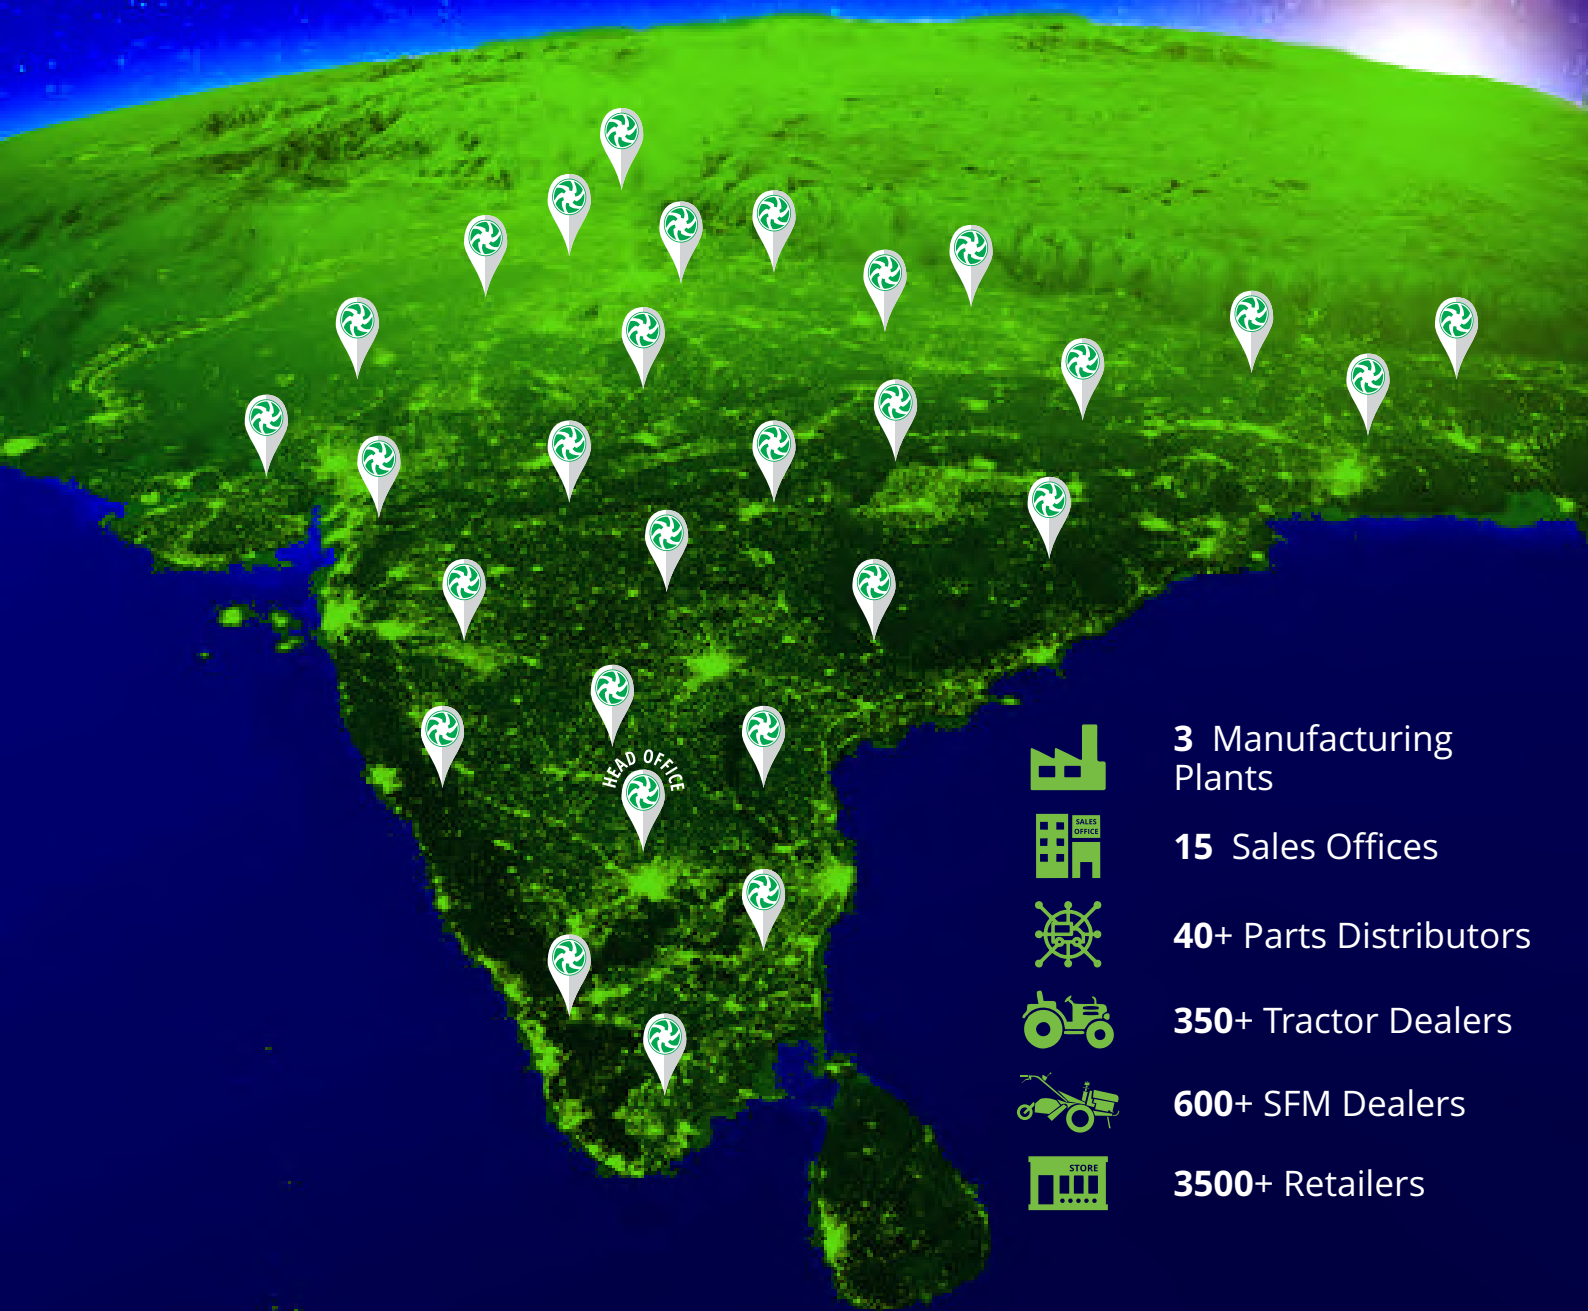 HEAD OFFICE
3 Manufacturing
Plants
SALES
OFFICE
15 Sales Offices
40+ Parts Distributors
350+ Tractor Dealers
600+ SFM Dealers
STORE
3500+ Retailers